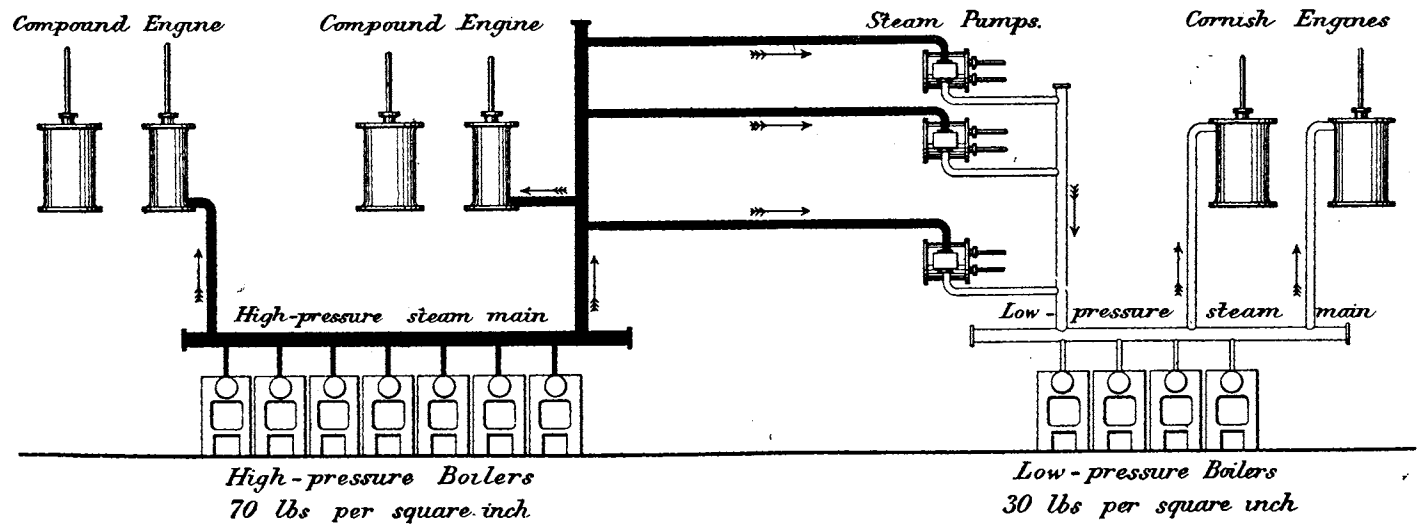 Compound Engine
Compound Engine
Steam Pumps.
Cornish Engines
High-pressure steam main
Low-pressure steam main
High-pressure Boilers
70 lbs per square inch
Low-pressure Boilers
30 lbs per square inch